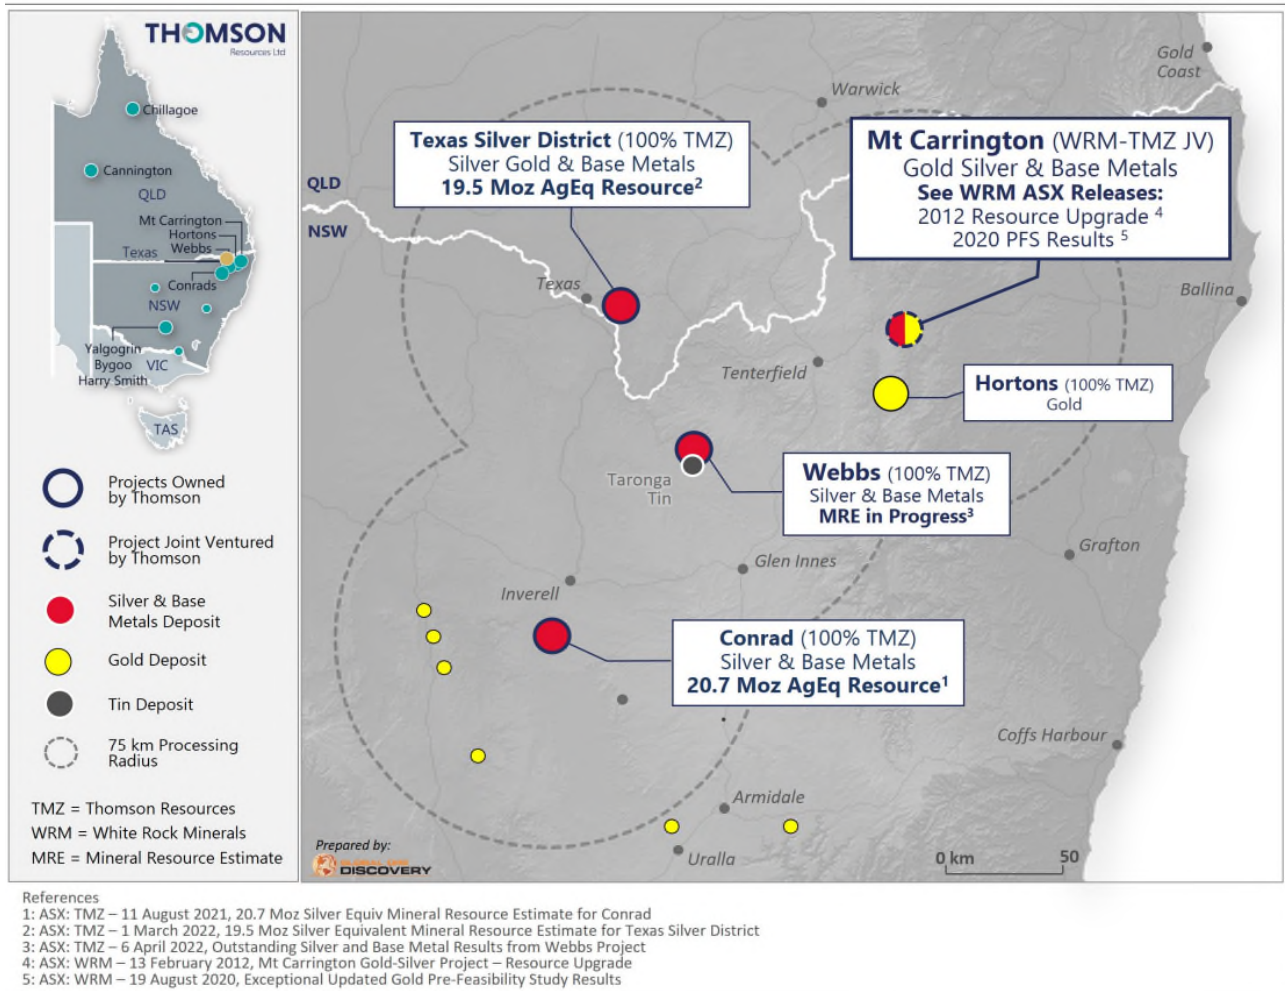 THOMSON
Resources Ltd
Chillagoe
Cannington
QLD
Mt Carrington
Hortons
Webbs
Texas
Conrads
NSW
Yalgogrin
Bygoo
Harry Smith
VIC
TAS
Projects Owned
by Thomson
Project Joint Ventured
by Thomson
Silver & Base
Metals Deposit
Gold Deposit
Tin Deposit
75 km Processing
Radius
TMZ = Thomson Resources
WRM = White Rock Minerals
MRE = Mineral Resource Estimate
Gold
Coast
Warwick
Texas Silver District (100% TMZ)
Silver Gold & Base Metals
19.5 Moz AgEq Resource2
Mt Carrington (WRM-TMZ JV)
Gold Silver & Base Metals
See WRM ASX Releases:
2012 Resource Upgrade 4
2020 PFS Results 5
QLD
NSW
Texas
Ballina
Tenterfield
Hortons (100% TMZ)
Gold
Taronga
Tin
Webbs (100% TMZ)
Silver & Base Metals
MRE in Progress3
Grafton
Glen Innes
Inverell
Conrad (100% TMZ)
Silver & Base Metals
20.7 Moz AgEq Resource1
Coffs Harbour
Armidale
Uralla
Prepared by:
GLOBAL ORE
DISCOVERY
0 km 50
References
1: ASX: TMZ – 11 August 2021, 20.7 Moz Silver Equiv Mineral Resource Estimate for Conrad
2: ASX: TMZ – 1 March 2022, 19.5 Moz Silver Equivalent Mineral Resource Estimate for Texas Silver District
3: ASX: TMZ – 6 April 2022, Outstanding Silver and Base Metal Results from Webbs Project
4: ASX: WRM – 13 February 2012, Mt Carrington Gold-Silver Project – Resource Upgrade
5: ASX: WRM – 19 August 2020, Exceptional Updated Gold Pre-Feasibility Study Results